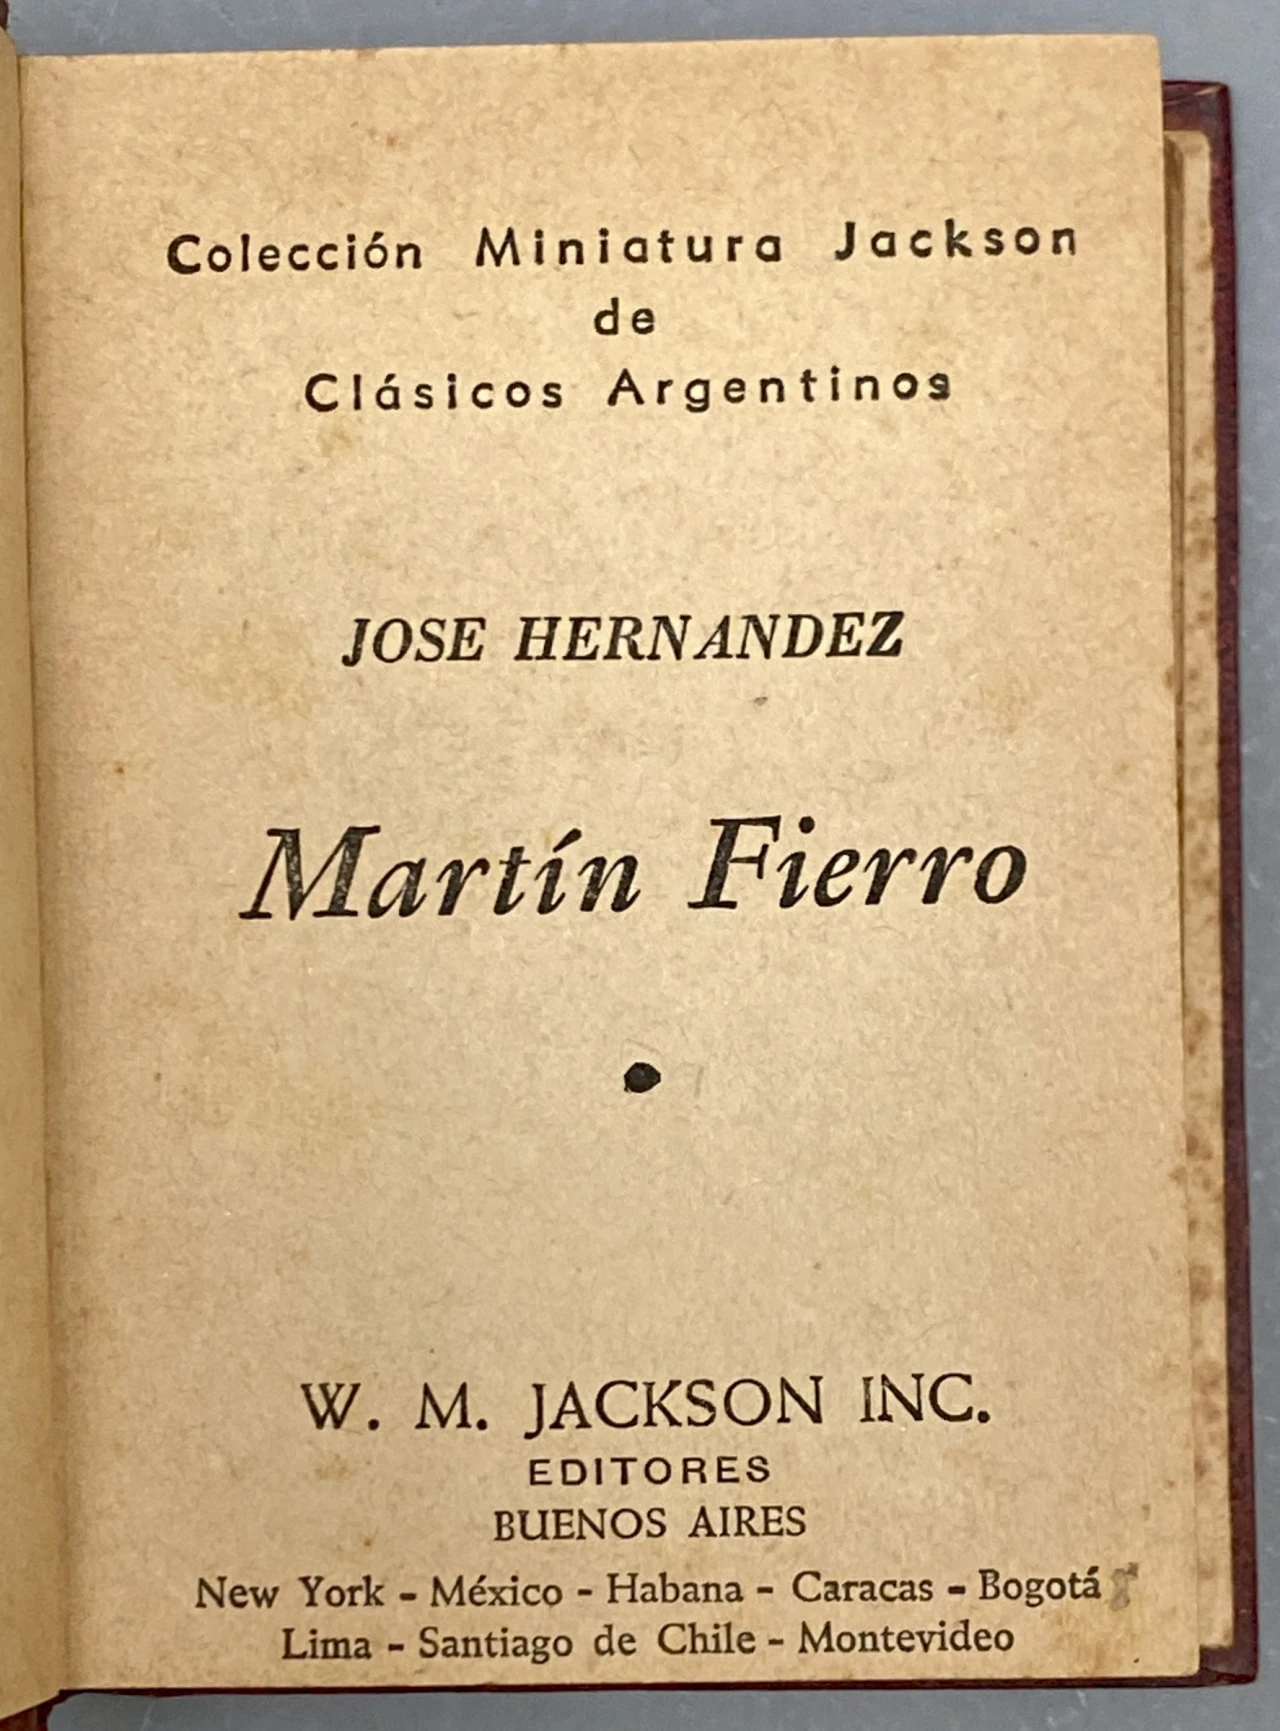 Colección Miniatura Jackson
de
Clásicos Argentinos
JOSE HERNANDEZ
Martín Fierro
•
W. M. JACKSON INC.
EDITORES
BUENOS AIRES
New York - México - Habana - Caracas - Bogotá
Lima - Santiago de Chile - Montevideo